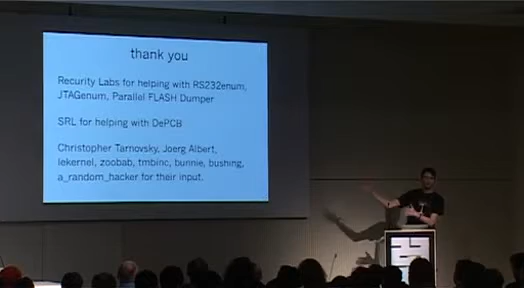 thank you
Recurity Labs for helping with RS232enum,
JTAGenum, Parallel FLASH Dumper
SRL for helping with DePCB
Christopher Tarnovsky, Joerg Albert,
lekernel, zoobab, tmbinc, bunnie, bushing,
a_random_hacker for their input.